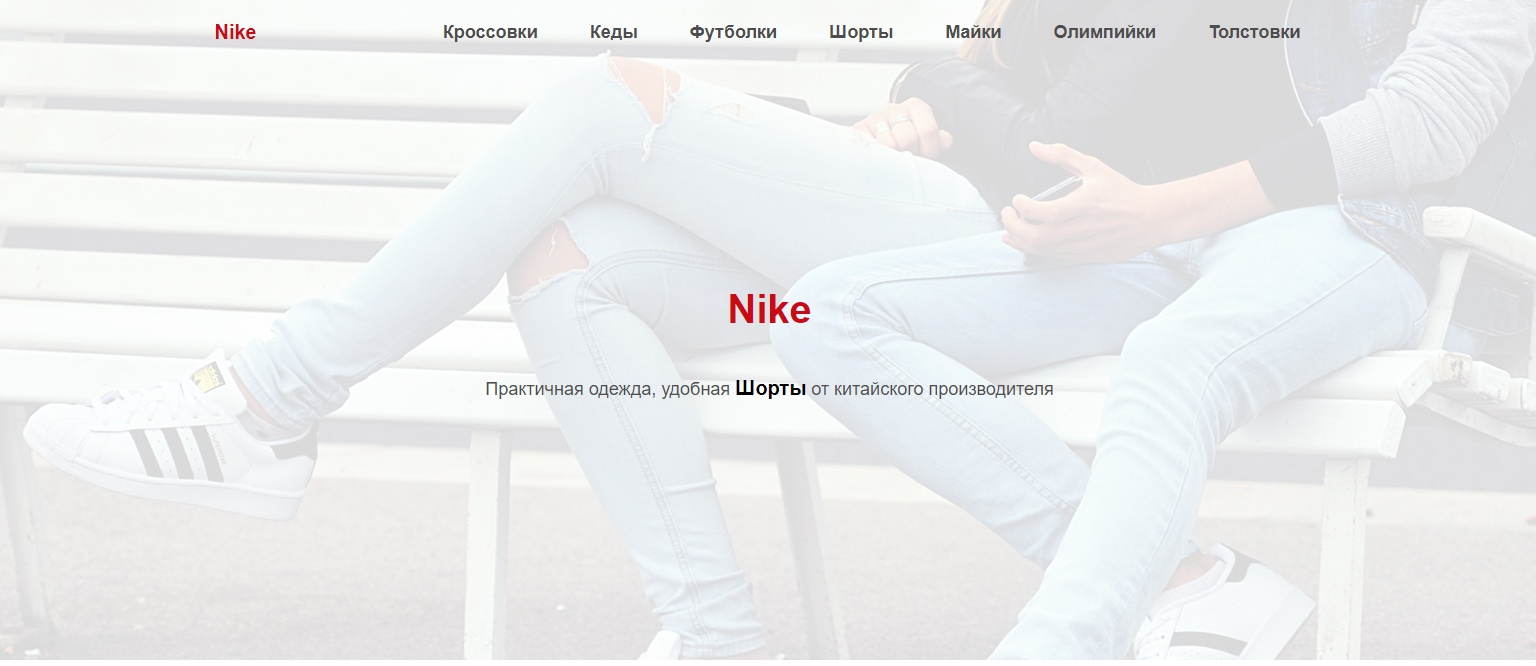 Nike Кроссовки Кеды Футболки Шорты Майки Олимпийки Толстовки
Nike
Практичная одежда, удобная Шорты от китайского производителя